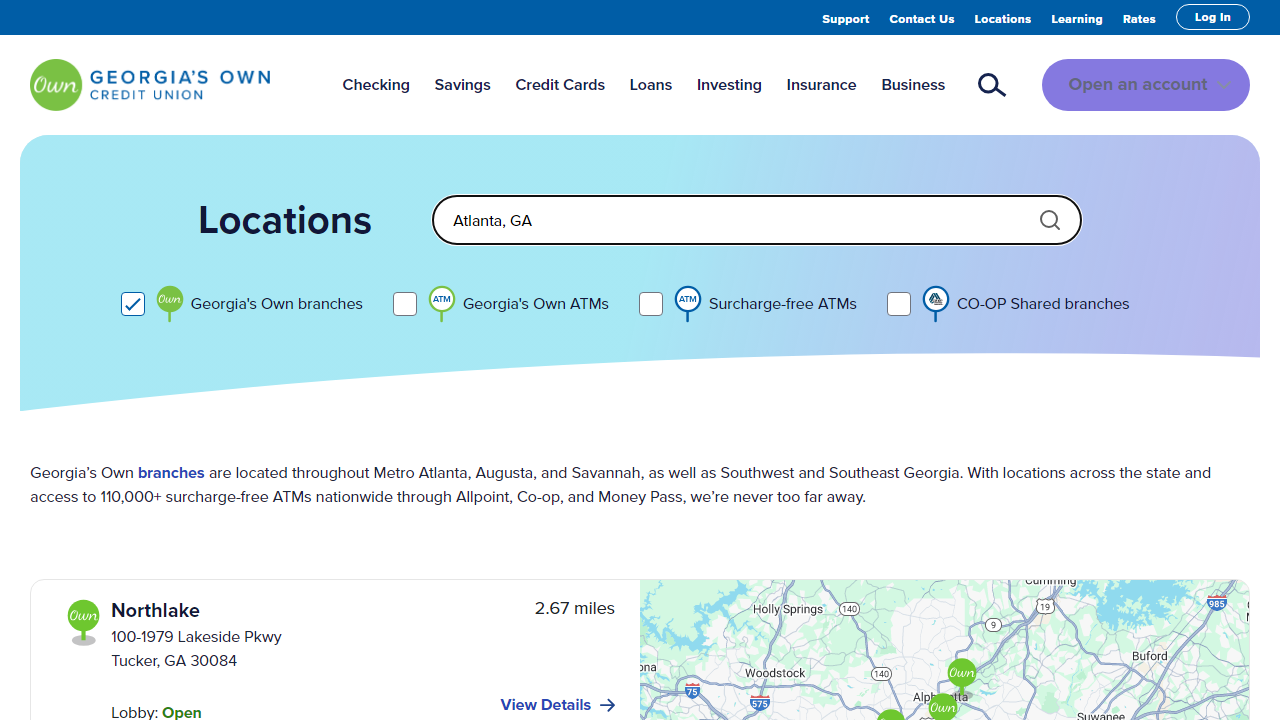 Support Contact Us Locations Learning Rates Log In
Own GEORGIA'S OWN
CREDIT UNION
Checking Savings Credit Cards Loans Investing Insurance Business Open an account
Locations Atlanta, GA
Own Georgia's Own branches ATM Georgia's Own ATMs ATM Surcharge-free ATMs CO-OP Shared branches
Georgia’s Own branches are located throughout Metro Atlanta, Augusta, and Savannah, as well as Southwest and Southeast Georgia. With locations across the state and
access to 110,000+ surcharge-free ATMs nationwide through Allpoint, Co-op, and Money Pass, we’re never too far away.
Own Northlake 2.67 miles
100-1979 Lakeside Pkwy
Tucker, GA 30084
View Details
Lobby: Open
Cumming
Holly Springs 140 19 985
9
Buford
Woodstock 140 Own
75 575 Own
Suwanee